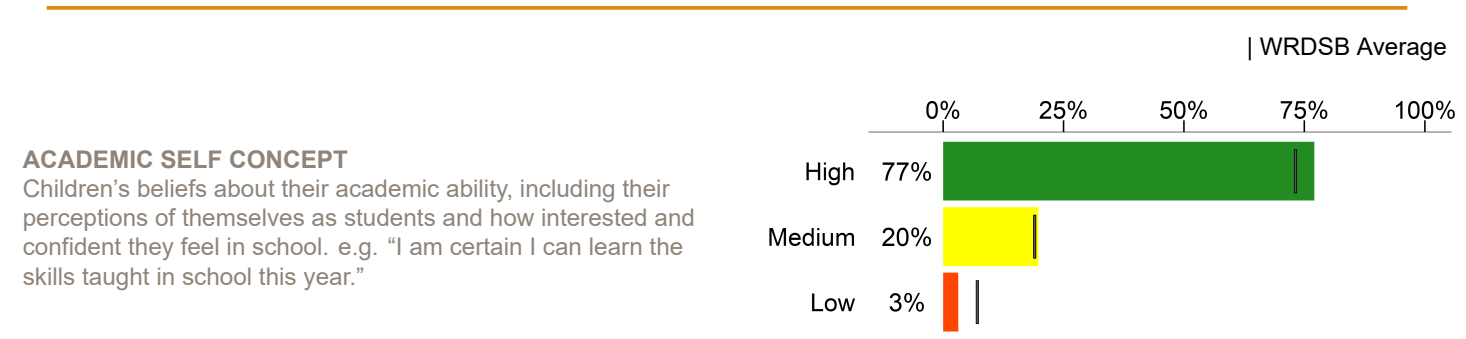 | WRDSB Average
0% 25% 50% 75% 100%
ACADEMIC SELF CONCEPT
Children’s beliefs about their academic ability, including their
perceptions of themselves as students and how interested and
confident they feel in school. e.g. “I am certain I can learn the
skills taught in school this year.”
High 77%
Medium 20%
Low 3%